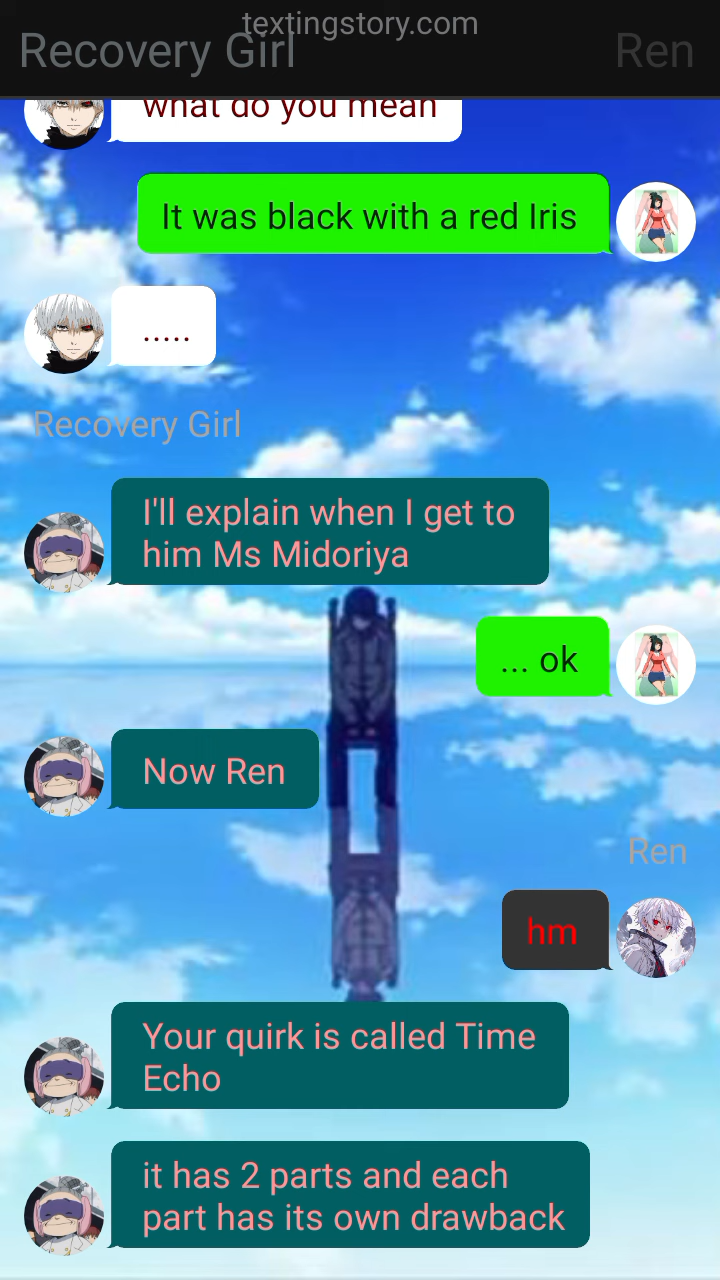 textingstory.com
Recovery Girl
Ren
what do you mean
It was black with a red Iris
.....
Recovery Girl
I'll explain when I get to
him Ms Midoriya
... ok
Now Ren
Ren
hm
Your quirk is called Time
Echo
it has 2 parts and each
part has its own drawback